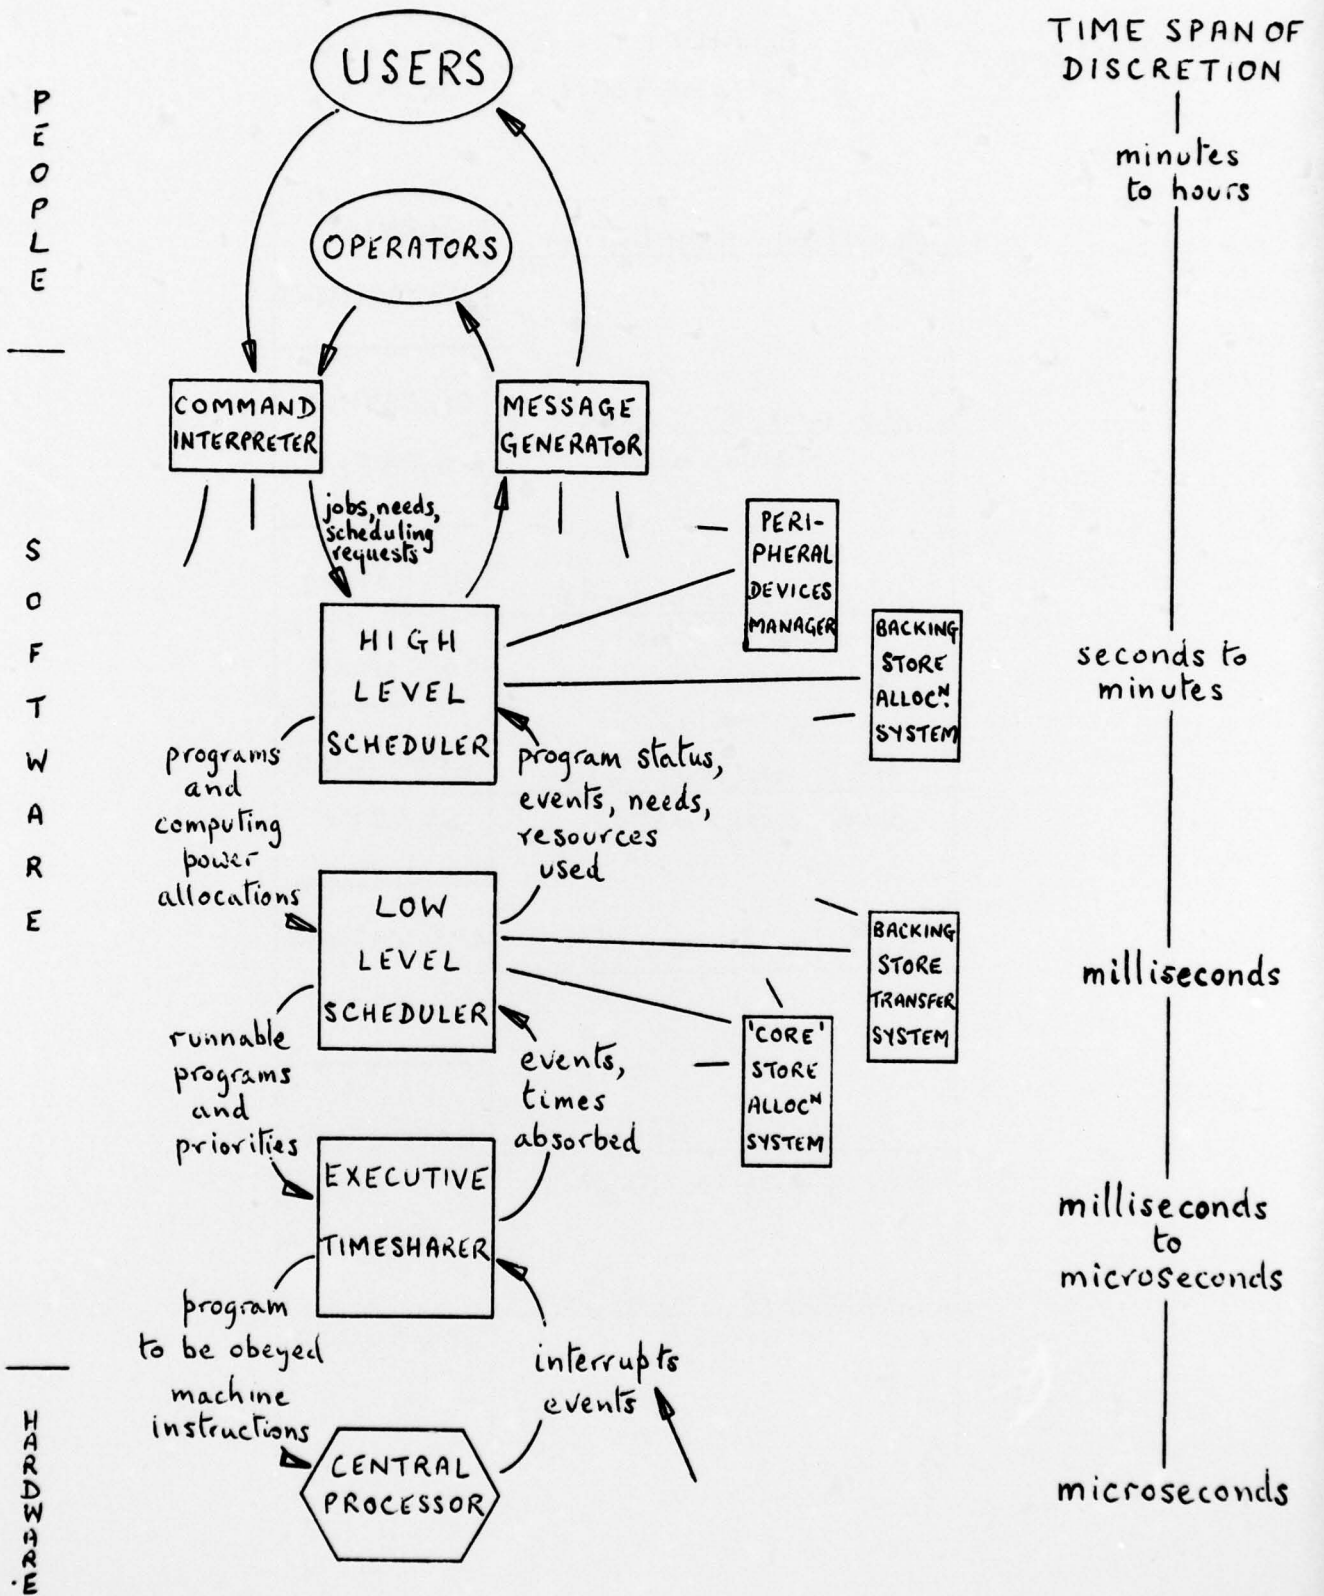 TIME SPAN OF
DISCRETION
minutes
to hours
seconds to
minutes
milliseconds
milliseconds
to
microseconds
microseconds
PEOPLE
SOFTWARE
HARDWARE
USERS
OPERATORS
COMMAND
INTERPRETER
MESSAGE
GENERATOR
jobs, needs,
scheduling
requests
PERI-
PHERAL
DEVICES
MANAGER
HIGH
LEVEL
SCHEDULER
BACKING
STORE
ALLOCᴺ.
SYSTEM
programs
and
computing
power
allocations
program status,
events, needs,
resources
used
LOW
LEVEL
SCHEDULER
BACKING
STORE
TRANSFER
SYSTEM
'CORE'
STORE
ALLOCᴺ
SYSTEM
runnable
programs
and
priorities
events,
times
absorbed
EXECUTIVE
TIMESHARER
program
to be obeyed
machine
instructions
interrupts
events
CENTRAL
PROCESSOR